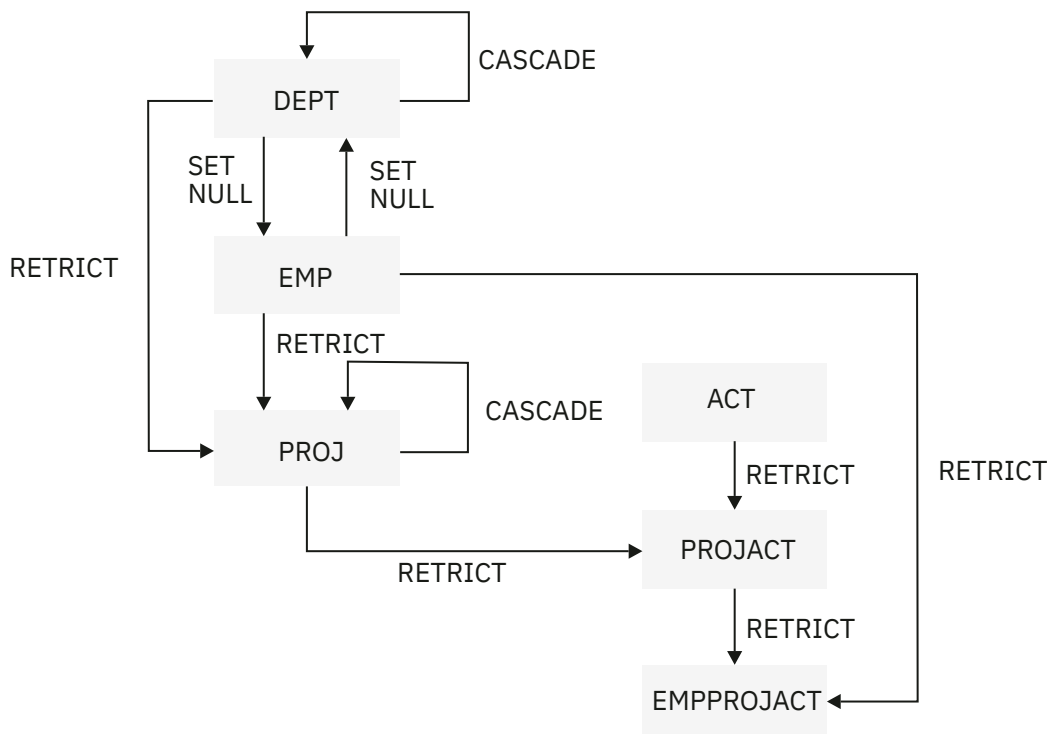 CASCADE
DEPT
SET
NULL
SET
NULL
RETRICT
EMP
RETRICT
CASCADE
ACT
PROJ
RETRICT
RETRICT
PROJACT
RETRICT
RETRICT
EMPPROJACT